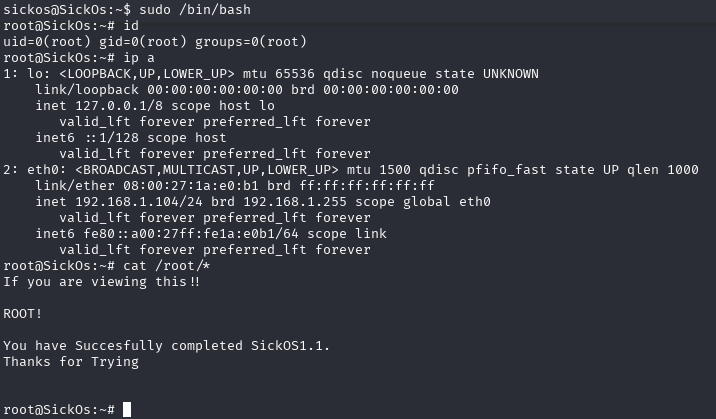 sickos@SickOs:~$ sudo /bin/bash
root@SickOs:~# id
uid=0(root) gid=0(root) groups=0(root)
root@SickOs:~# ip a
1: lo: <LOOPBACK,UP,LOWER_UP> mtu 65536 qdisc noqueue state UNKNOWN
    link/loopback 00:00:00:00:00:00 brd 00:00:00:00:00:00
    inet 127.0.0.1/8 scope host lo
       valid_lft forever preferred_lft forever
    inet6 ::1/128 scope host
       valid_lft forever preferred_lft forever
2: eth0: <BROADCAST,MULTICAST,UP,LOWER_UP> mtu 1500 qdisc pfifo_fast state UP qlen 1000
    link/ether 08:00:27:1a:e0:b1 brd ff:ff:ff:ff:ff:ff
    inet 192.168.1.104/24 brd 192.168.1.255 scope global eth0
       valid_lft forever preferred_lft forever
    inet6 fe80::a00:27ff:fe1a:e0b1/64 scope link
       valid_lft forever preferred_lft forever
root@SickOs:~# cat /root/*
If you are viewing this!!

ROOT!

You have Succesfully completed SickOS1.1.
Thanks for Trying


root@SickOs:~#